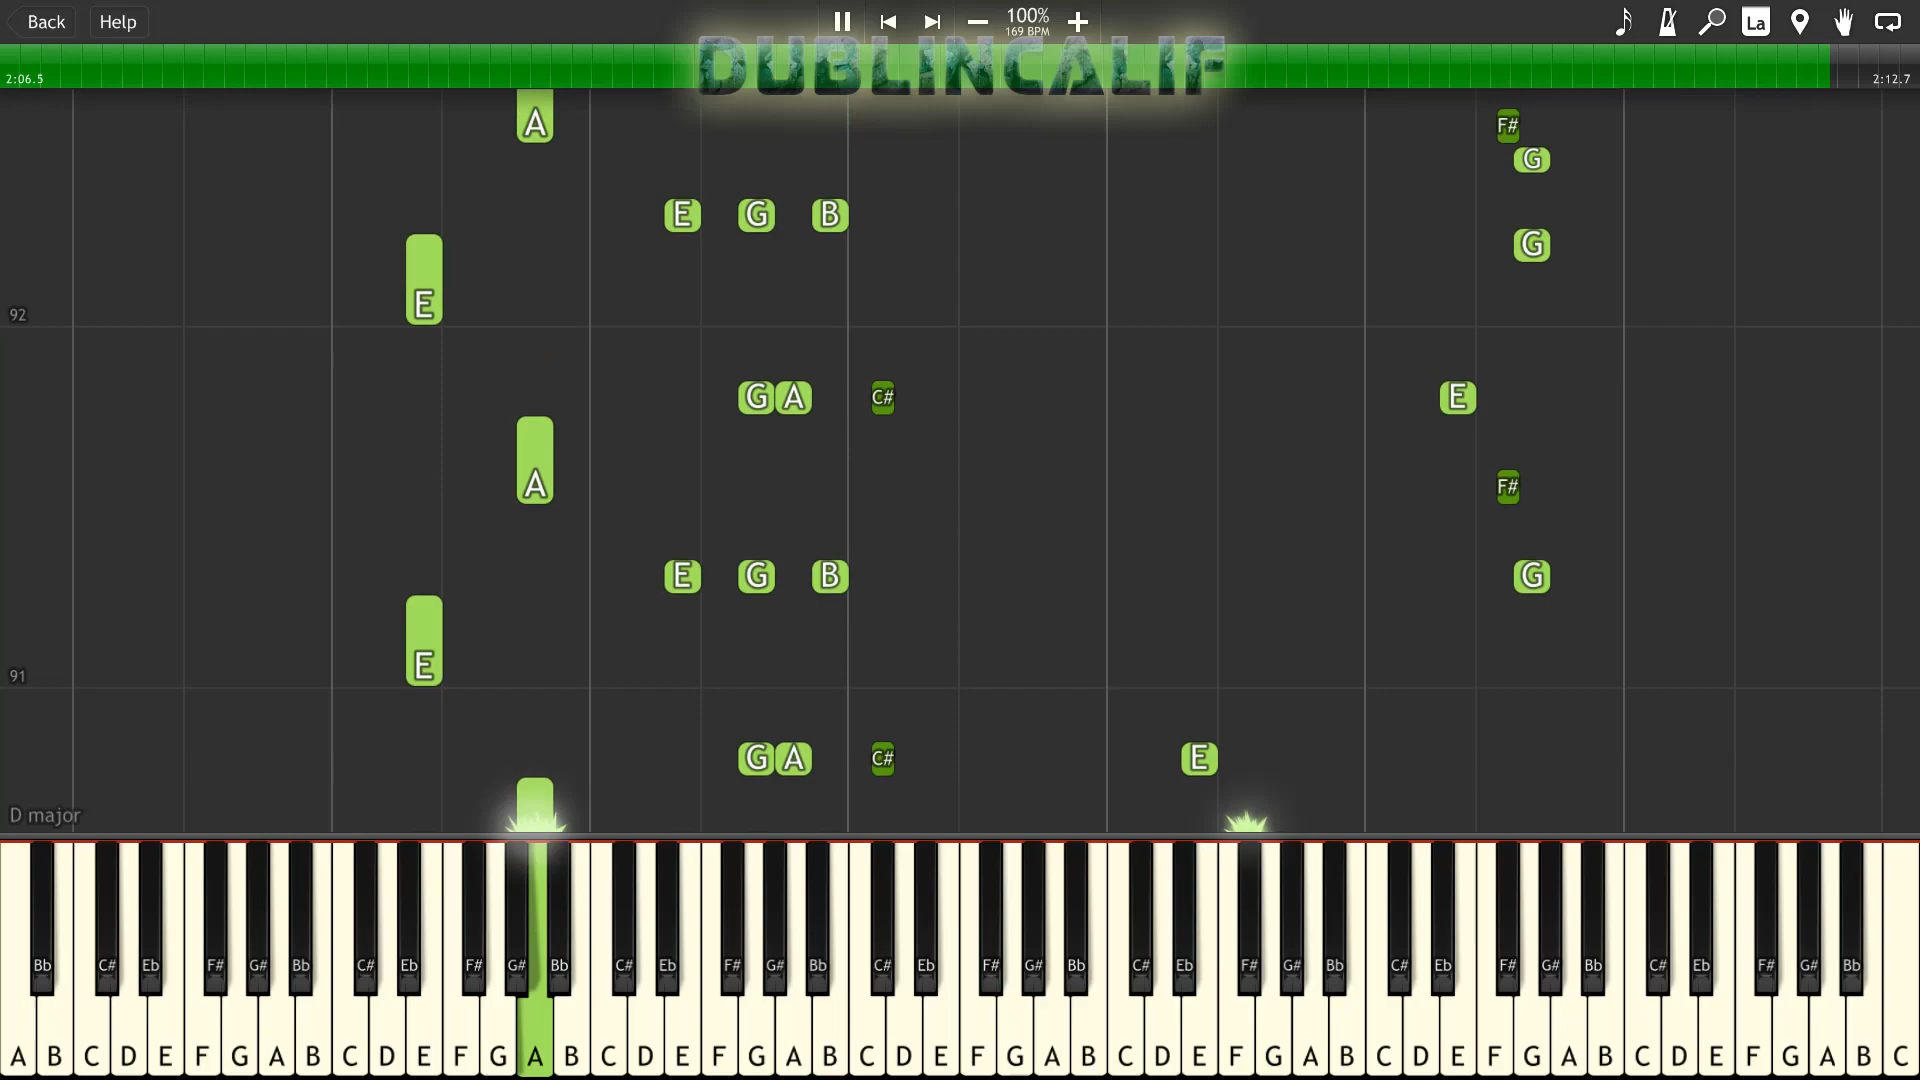 Back Help 100%
169 BPM
La
DUBLINCALIF
2:06.5 2:12.7
A F#
G
E G B
G
E
92
G A C# E
A F#
E G B G
E
91
G A C# E
D major
Bb C# Eb F# G# Bb C# Eb F# G# Bb C# Eb F# G# Bb C# Eb F# G# Bb C# Eb F# G# Bb C# Eb F# G# Bb C# Eb F# G# Bb
A B C D E F G A B C D E F G A B C D E F G A B C D E F G A B C D E F G A B C D E F G A B C D E F G A B C